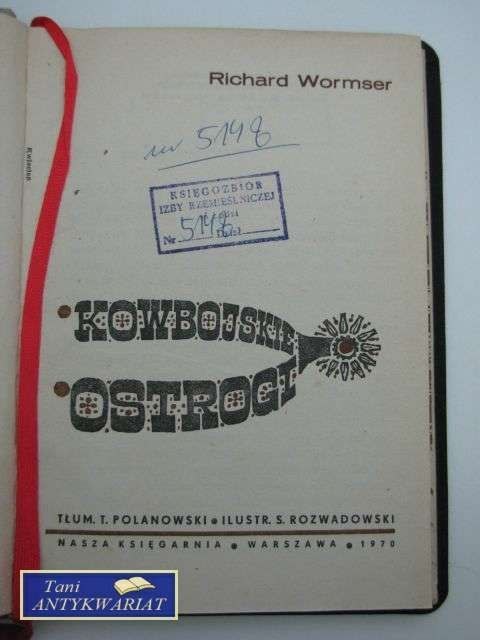 Richard Wormser
nr 5148
KSIĘGOZBIÓR
IZBY RZEMIEŚLNICZEJ
Nr 5148 Dział
KOWBOJSKIE
OSTROGI
TŁUM. T. POLANOWSKI • ILUSTR. S. ROZWADOWSKI
NASZA KSIĘGARNIA • WARSZAWA • 1970
Tani
ANTYKWARIAT